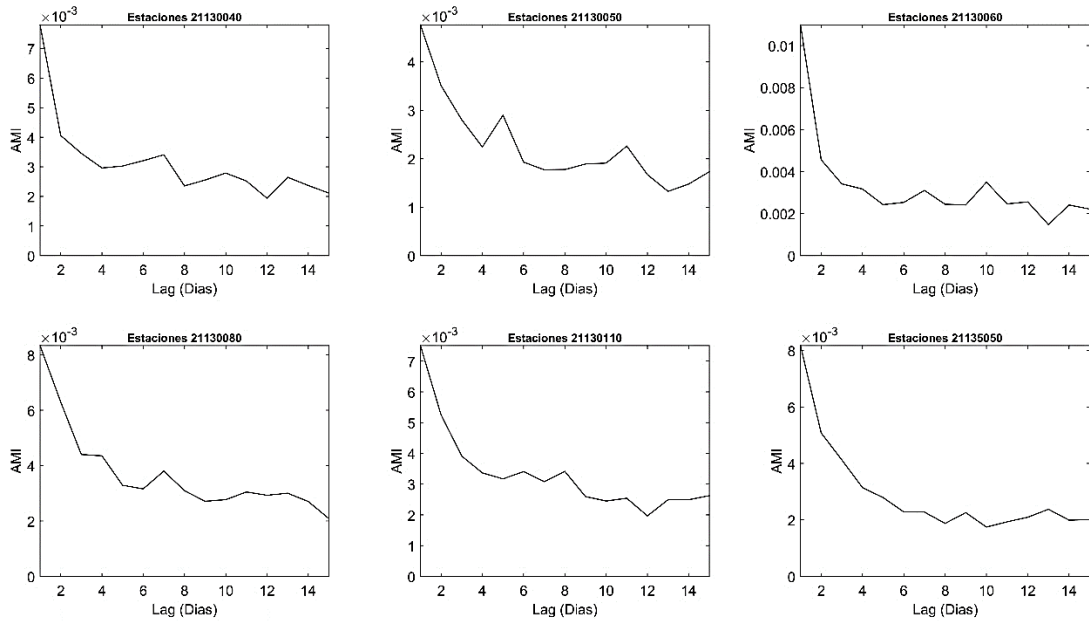 ×10⁻³ Estaciones 21130040
7
6
5
4
3
2
1
0
AMI
2 4 6 8 10 12 14
Lag (Dias)
×10⁻³ Estaciones 21130050
4
3
2
1
0
AMI
2 4 6 8 10 12 14
Lag (Dias)
Estaciones 21130060
0.01
0.008
0.006
0.004
0.002
0
AMI
2 4 6 8 10 12 14
Lag (Dias)
×10⁻³ Estaciones 21130080
8
6
4
2
0
AMI
2 4 6 8 10 12 14
Lag (Dias)
×10⁻³ Estaciones 21130110
7
6
5
4
3
2
1
0
AMI
2 4 6 8 10 12 14
Lag (Dias)
×10⁻³ Estaciones 21135050
8
6
4
2
0
AMI
2 4 6 8 10 12 14
Lag (Dias)